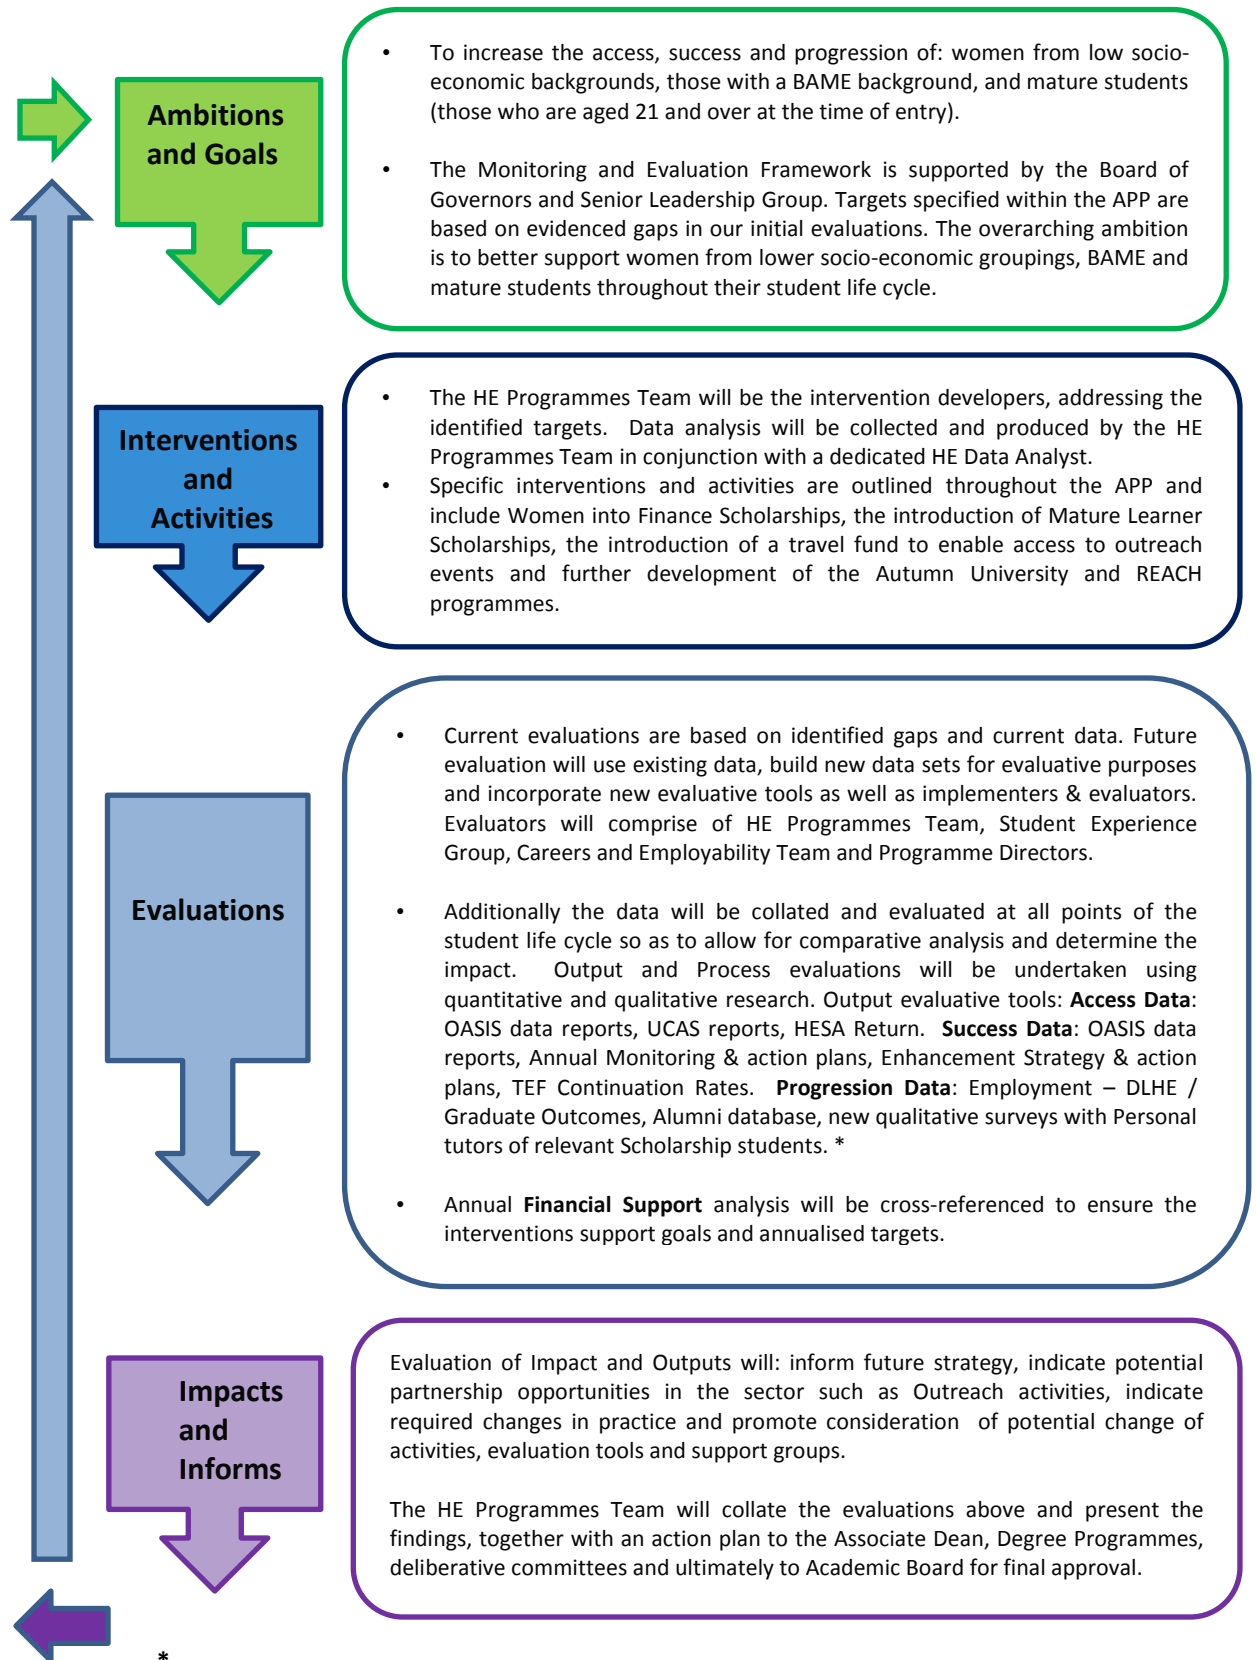 Ambitions
and Goals
• To increase the access, success and progression of: women from low socio-
economic backgrounds, those with a BAME background, and mature students
(those who are aged 21 and over at the time of entry).
• The Monitoring and Evaluation Framework is supported by the Board of
Governors and Senior Leadership Group. Targets specified within the APP are
based on evidenced gaps in our initial evaluations. The overarching ambition
is to better support women from lower socio-economic groupings, BAME and
mature students throughout their student life cycle.
Interventions
and
Activities
• The HE Programmes Team will be the intervention developers, addressing the
identified targets. Data analysis will be collected and produced by the HE
Programmes Team in conjunction with a dedicated HE Data Analyst.
• Specific interventions and activities are outlined throughout the APP and
include Women into Finance Scholarships, the introduction of Mature Learner
Scholarships, the introduction of a travel fund to enable access to outreach
events and further development of the Autumn University and REACH
programmes.
Evaluations
• Current evaluations are based on identified gaps and current data. Future
evaluation will use existing data, build new data sets for evaluative purposes
and incorporate new evaluative tools as well as implementers & evaluators.
Evaluators will comprise of HE Programmes Team, Student Experience
Group, Careers and Employability Team and Programme Directors.
• Additionally the data will be collated and evaluated at all points of the
student life cycle so as to allow for comparative analysis and determine the
impact. Output and Process evaluations will be undertaken using
quantitative and qualitative research. Output evaluative tools: Access Data:
OASIS data reports, UCAS reports, HESA Return. Success Data: OASIS data
reports, Annual Monitoring & action plans, Enhancement Strategy & action
plans, TEF Continuation Rates. Progression Data: Employment – DLHE /
Graduate Outcomes, Alumni database, new qualitative surveys with Personal
tutors of relevant Scholarship students. *
• Annual Financial Support analysis will be cross-referenced to ensure the
interventions support goals and annualised targets.
Impacts
and
Informs
Evaluation of Impact and Outputs will: inform future strategy, indicate potential
partnership opportunities in the sector such as Outreach activities, indicate
required changes in practice and promote consideration of potential change of
activities, evaluation tools and support groups.
The HE Programmes Team will collate the evaluations above and present the
findings, together with an action plan to the Associate Dean, Degree Programmes,
deliberative committees and ultimately to Academic Board for final approval.
*